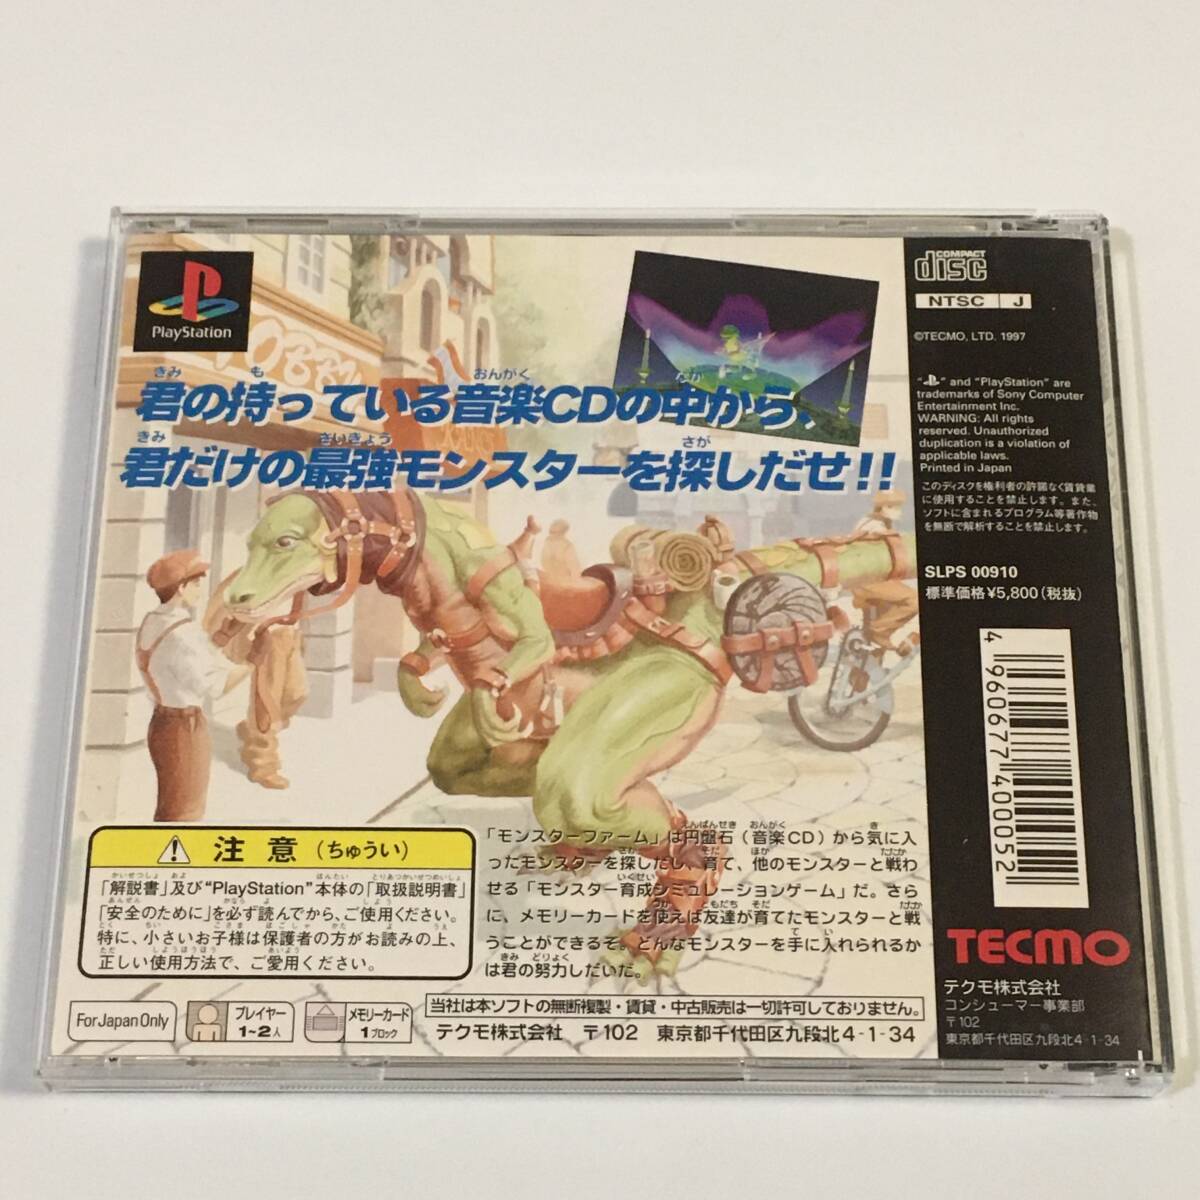 PlayStation
君の持っている音楽CDの中から、
君だけの最強モンスターを探しだせ!!
⚠ 注意(ちゅうい)
「解説書」及び“PlayStation”本体の「取扱説明書」
「安全のために」を必ず読んでから、ご使用ください。
特に、小さいお子様は保護者の方がお読みの上、
正しい使用方法で、ご愛用ください。
「モンスターファーム」は円盤石(音楽CD)から気に入
ったモンスターを探しだし、育て、他のモンスターと戦わ
せる「モンスター育成シミュレーションゲーム」だ。さら
に、メモリーカードを使えば友達が育てたモンスターと戦
うことができるぞ。どんなモンスターを手に入れられるか
は君の努力しだいだ。
For Japan Only
プレイヤー
1~2人
メモリーカード
1ブロック
当社は本ソフトの無断複製・賃貸・中古販売は一切許可しておりません。
テクモ株式会社 〒102 東京都千代田区九段北4-1-34
COMPACT
disc
NTSC J
©TECMO, LTD. 1997
“PS” and “PlayStation” are
trademarks of Sony Computer
Entertainment Inc.
WARNING: All rights
reserved. Unauthorized
duplication is a violation of
applicable laws.
Printed in Japan
このディスクを権利者の許諾なく賃貸業
に使用することを禁止します。また、
ソフトに含まれるプログラム等著作物
を無断で解析することを禁止します。
SLPS 00910
標準価格¥5,800(税抜)
4960677400052
TECMO
テクモ株式会社
コンシューマー事業部
〒102
東京都千代田区九段北4-1-34